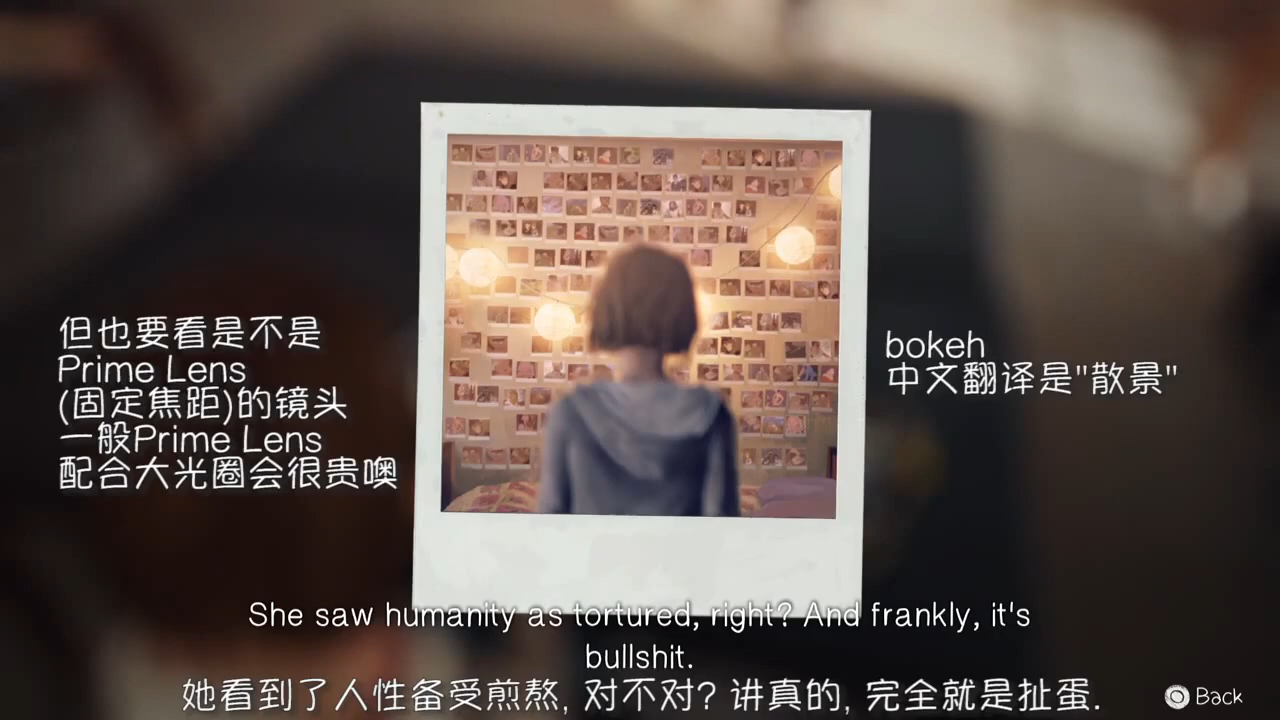 但也要看是不是
Prime Lens
(固定焦距)的镜头
一般Prime Lens
配合大光圈会很贵噢
bokeh
中文翻译是"散景"
She saw humanity as tortured, right? And frankly, it's
bullshit.
她看到了人性备受煎熬, 对不对? 讲真的, 完全就是扯蛋.
Back